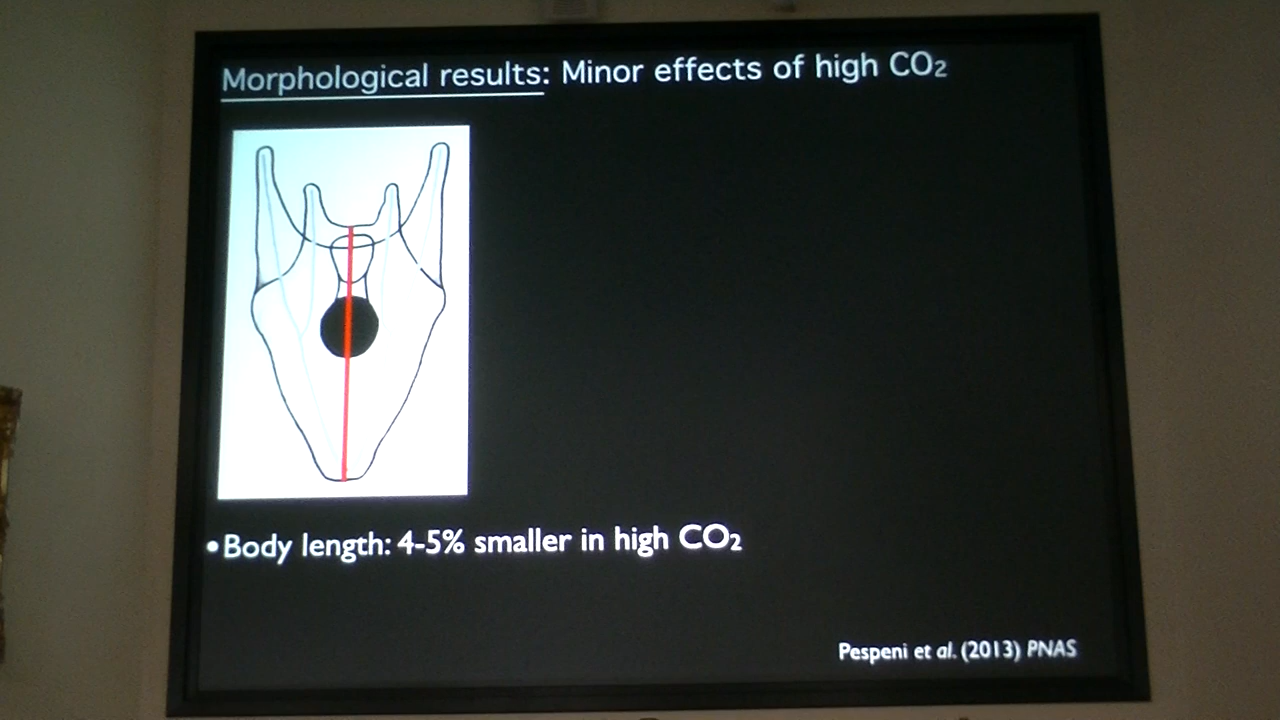 Morphological results: Minor effects of high CO₂
•Body length: 4-5% smaller in high CO₂
Pespeni et al. (2013) PNAS